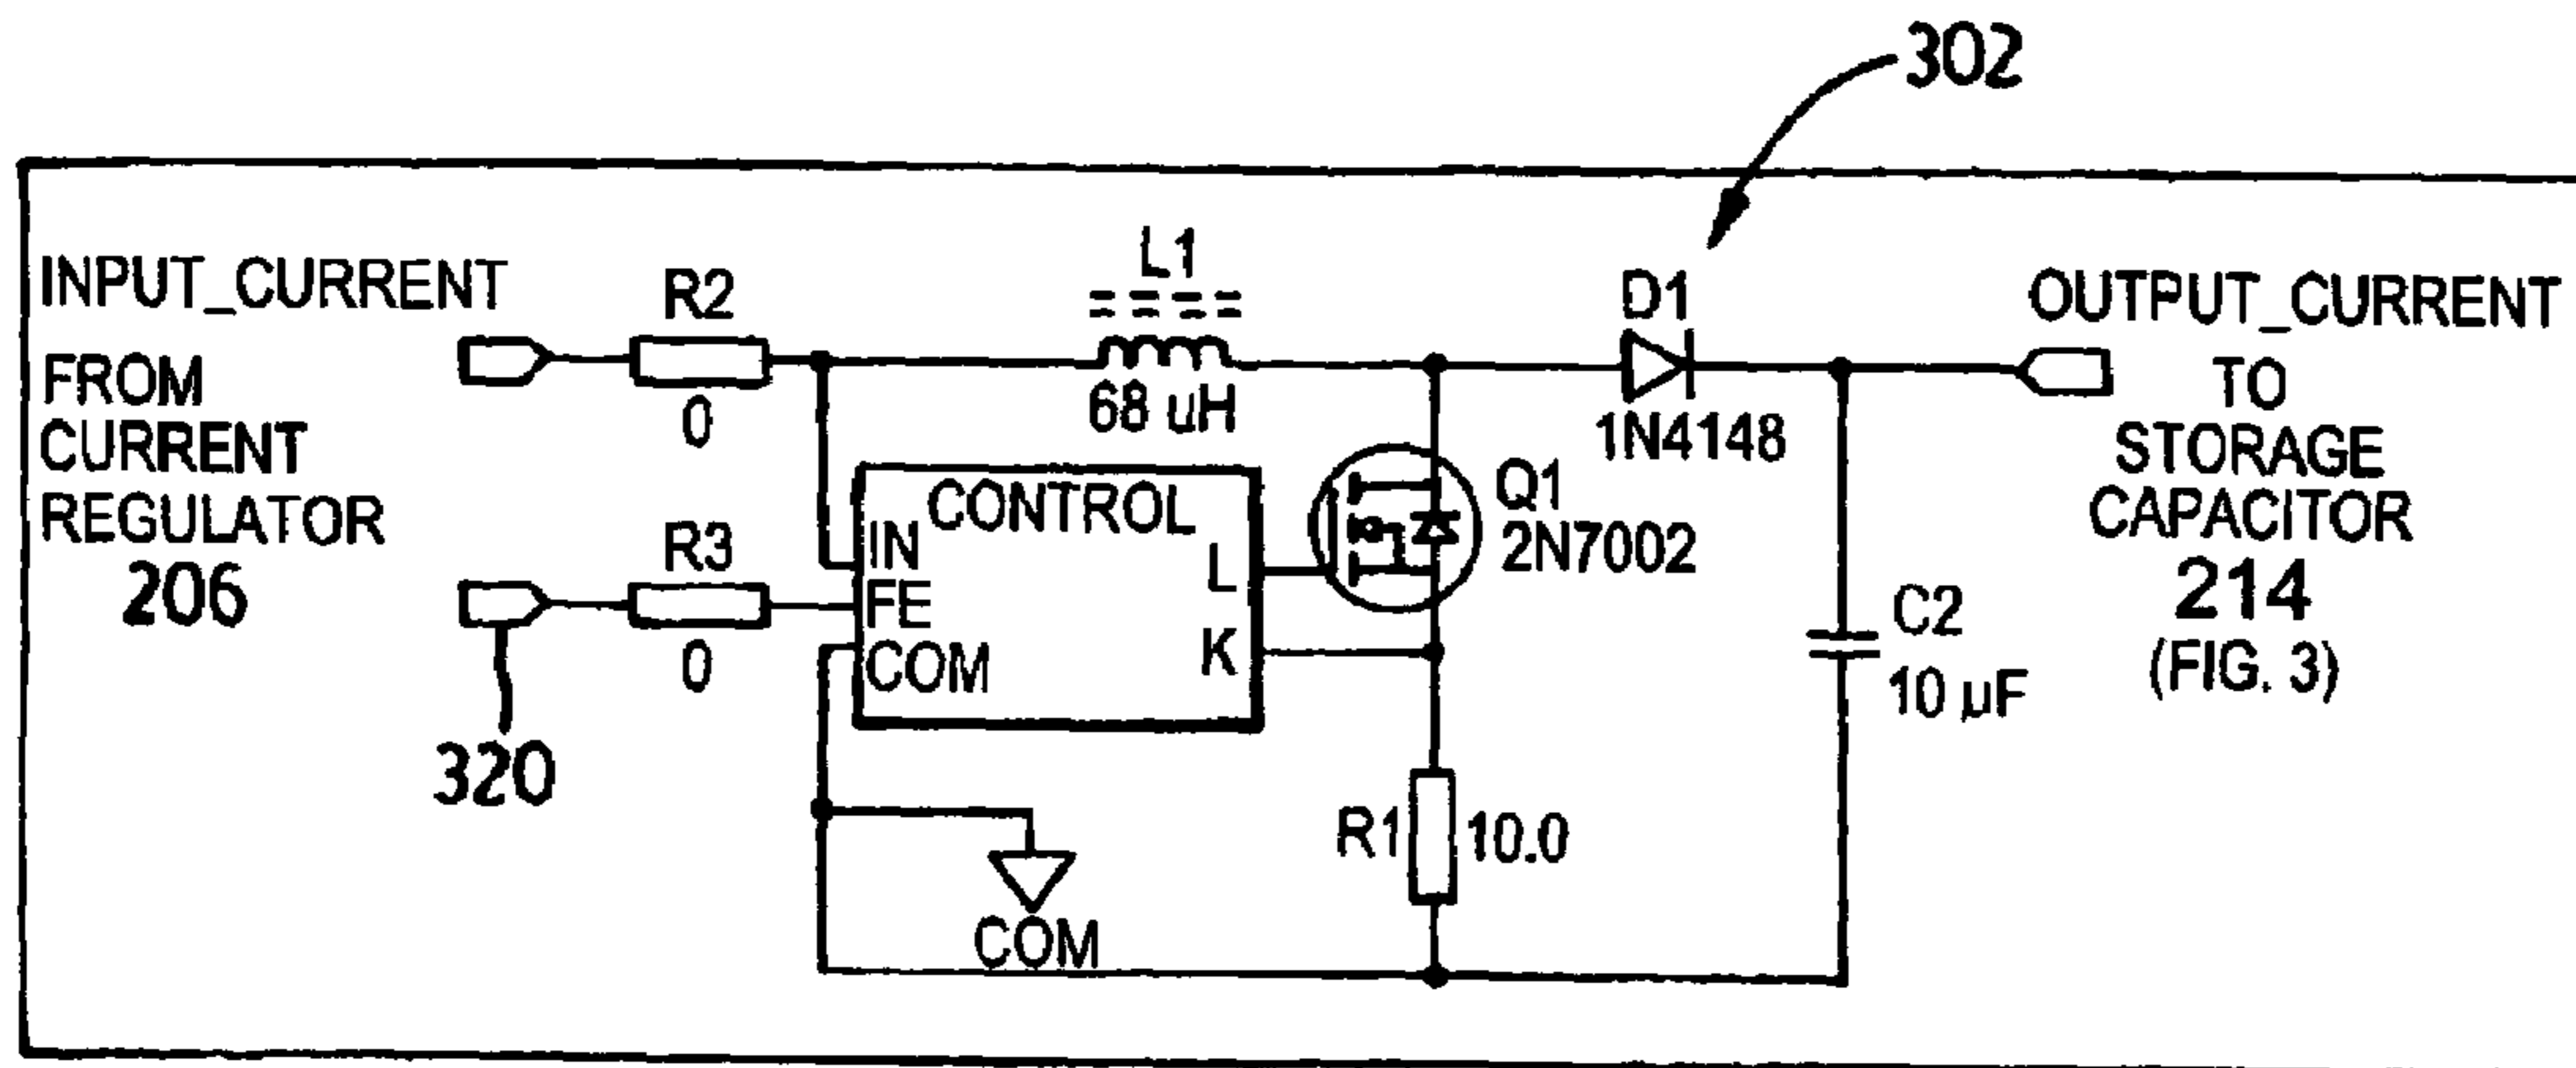 302
INPUT_CURRENT
FROM
CURRENT
REGULATOR
206
R2
0
R3
0
320
L1
68 uH
CONTROL
IN
FE
COM
L
K
COM
Q1
2N7002
R1
10.0
D1
1N4148
C2
10 µF
OUTPUT_CURRENT
TO
STORAGE
CAPACITOR
214
(FIG. 3)